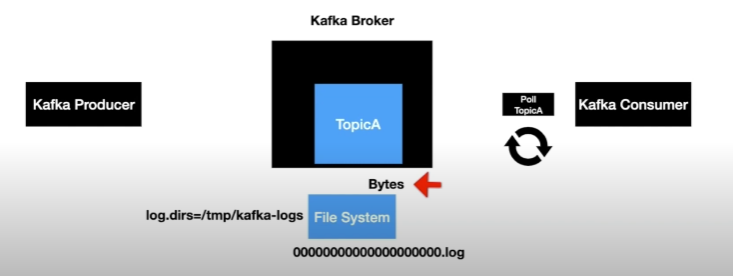 Kafka Broker
Kafka Producer
TopicA
Poll
TopicA
Kafka Consumer
Bytes
log.dirs=/tmp/kafka-logs
File System
00000000000000000000.log